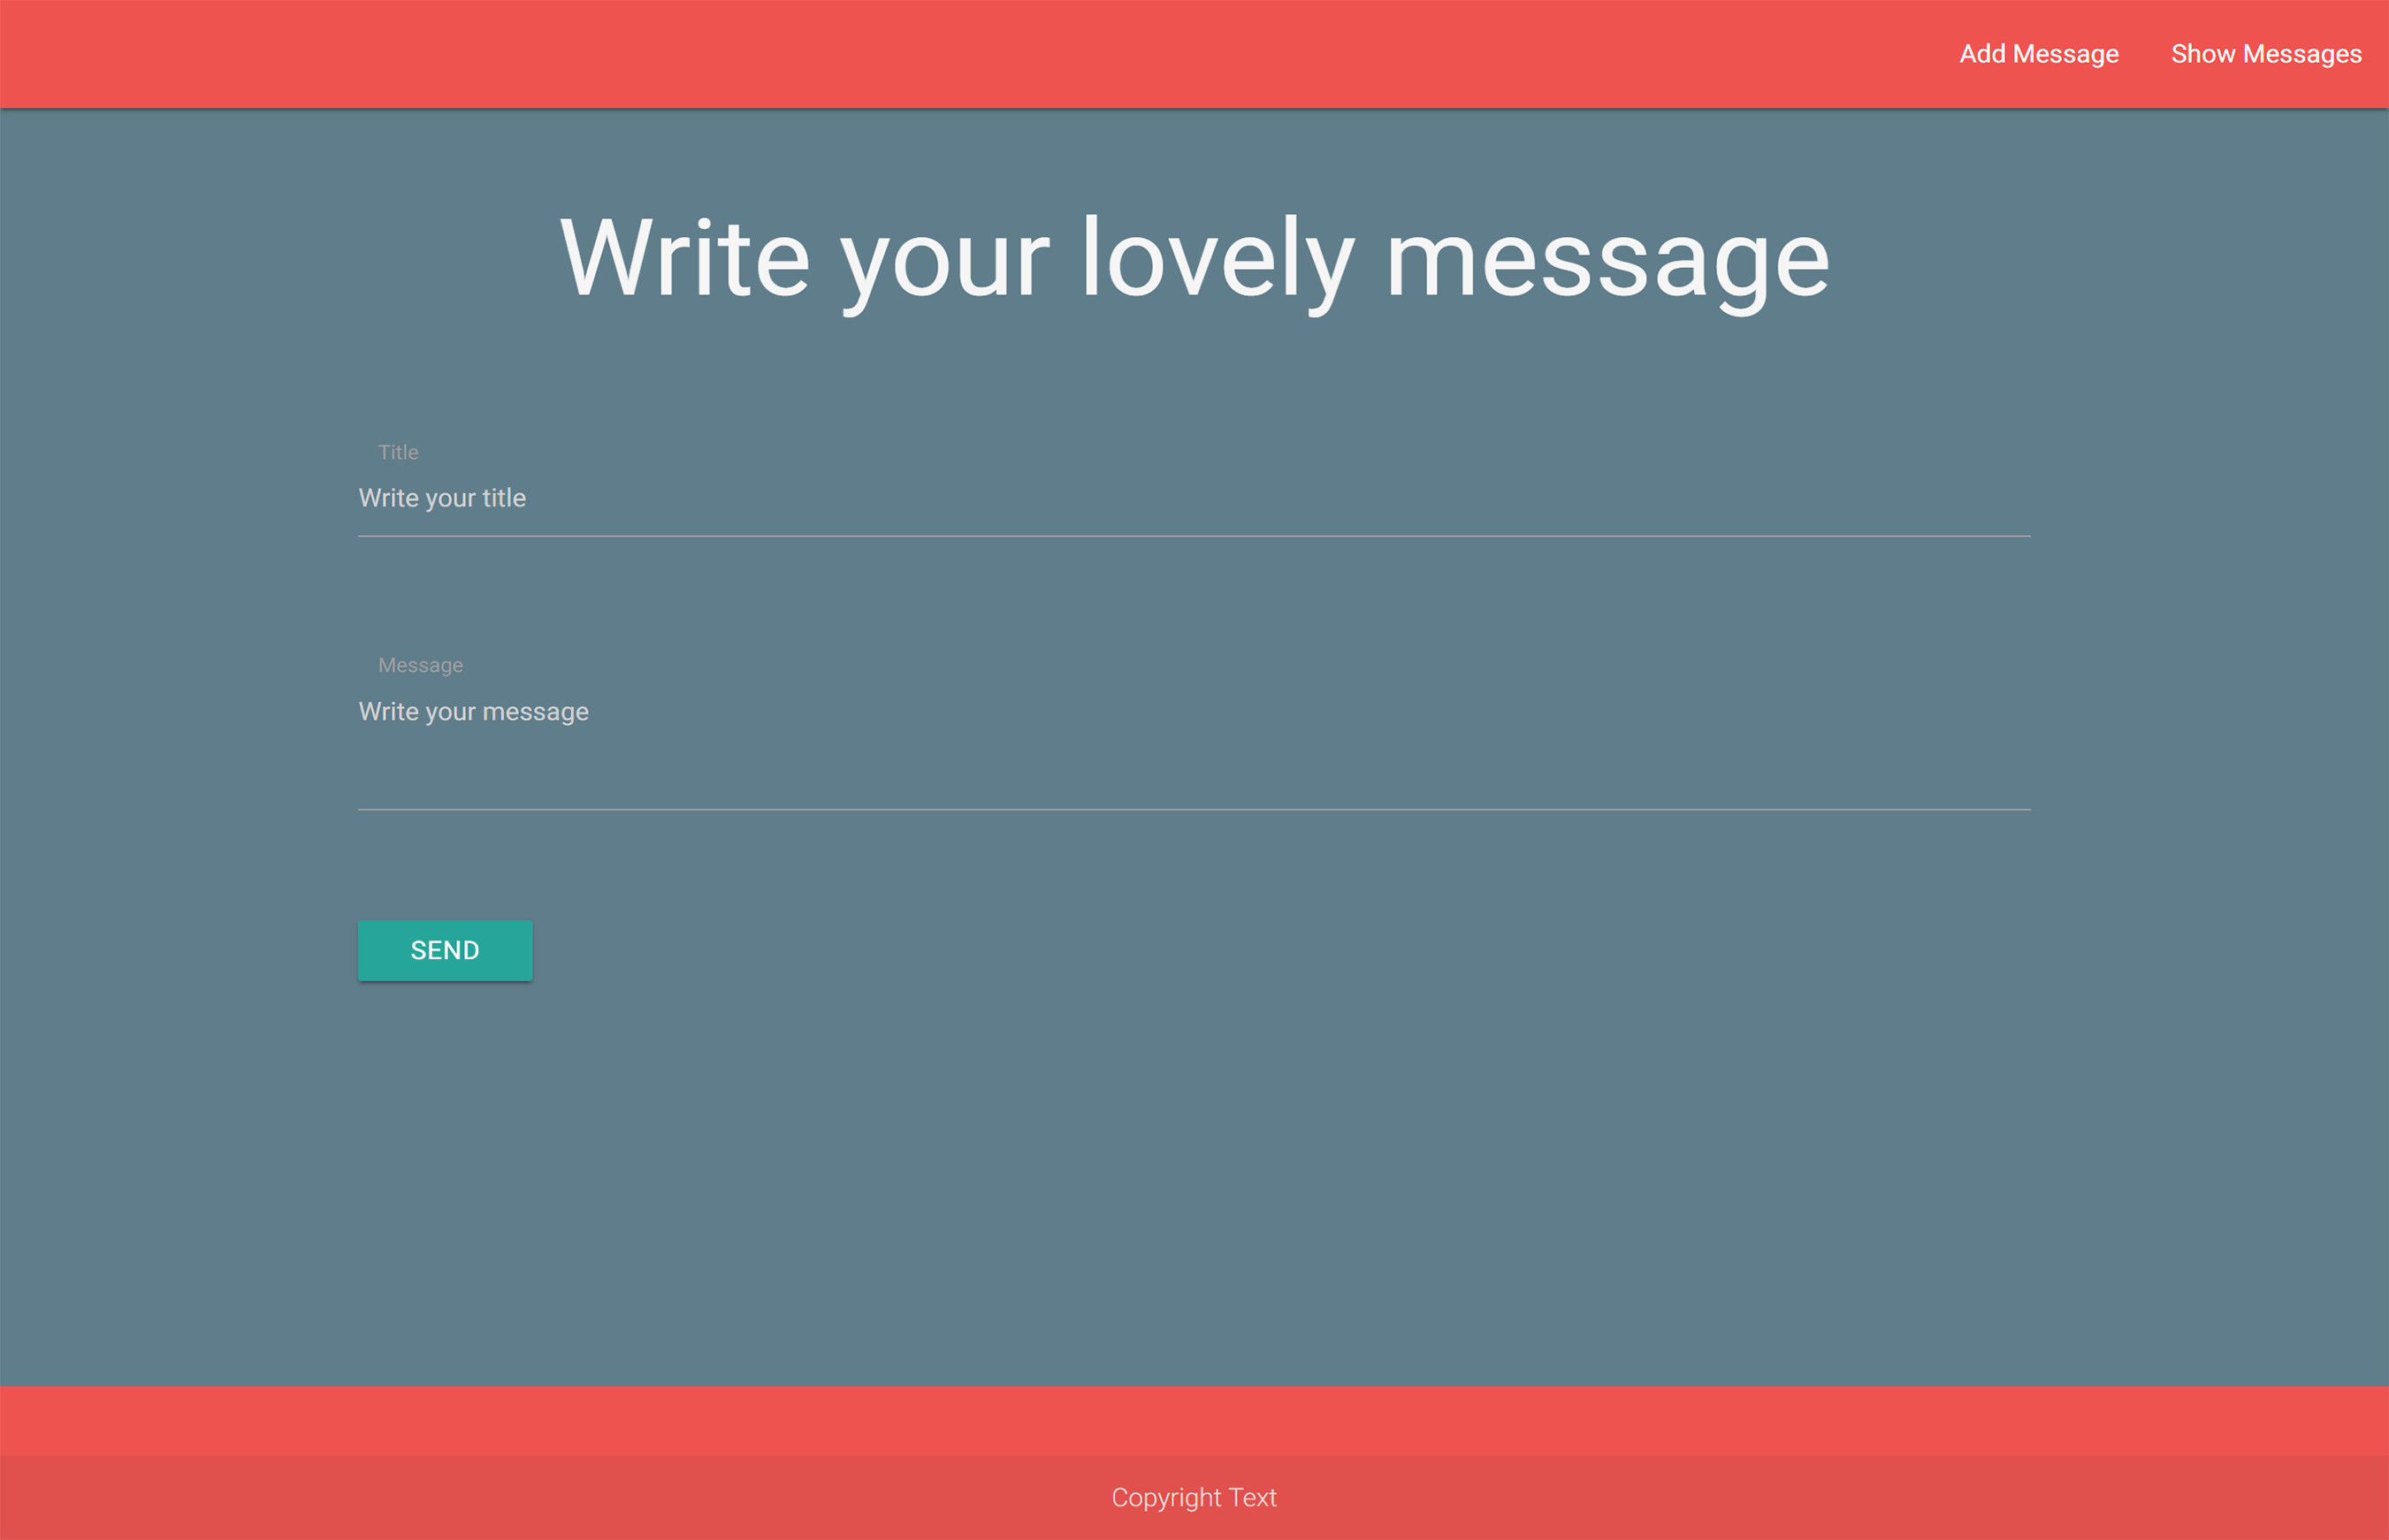 Add Message Show Messages
Write your lovely message
Title
Write your title
Message
Write your message
SEND
Copyright Text